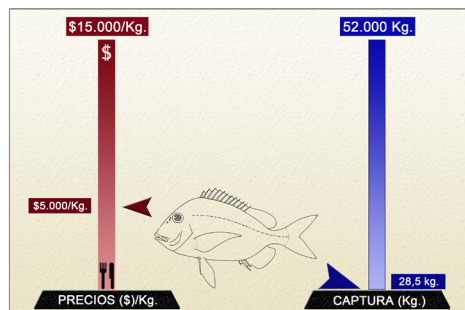 $15.000/Kg.
52.000 Kg.
$
$5.000/Kg.
28,5 kg.
PRECIOS ($)/Kg.
CAPTURA (Kg.)